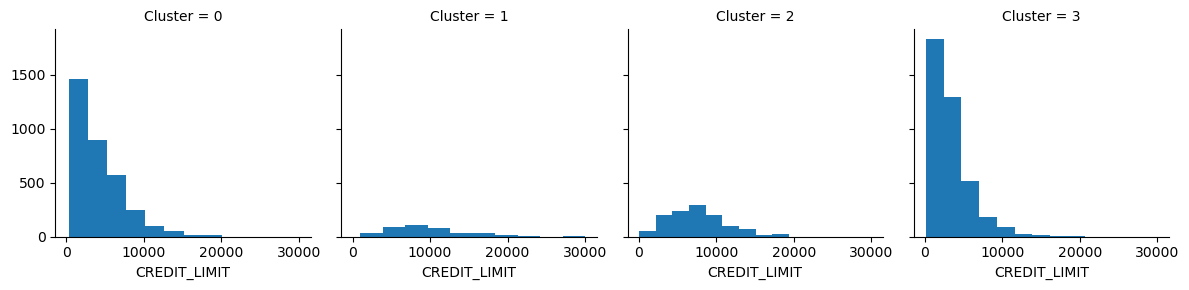 Cluster = 0 Cluster = 1 Cluster = 2 Cluster = 3
1500
1000
500
0
0 10000 20000 30000 0 10000 20000 30000 0 10000 20000 30000 0 10000 20000 30000
CREDIT_LIMIT CREDIT_LIMIT CREDIT_LIMIT CREDIT_LIMIT